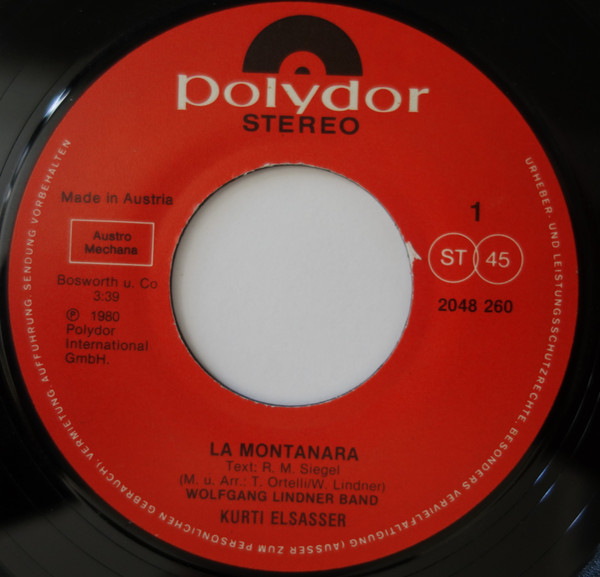 polydor
STEREO
Made in Austria
Austro
Mechana
Bosworth u. Co
3:39
℗ 1980
Polydor
International
GmbH.
1
ST 45
2048 260
LA MONTANARA
Text: R. M. Siegel
(M. u. Arr.: T. Ortelli/W. Lindner)
WOLFGANG LINDNER BAND
KURTI ELSASSER
URHEBER- UND LEISTUNGSSCHUTZRECHTE, BESONDERS VERVIELFÄLTIGUNG (AUSSER ZUM PERSÖNLICHEN GEBRAUCH), VERMIETUNG, AUFFÜHRUNG, SENDUNG VORBEHALTEN